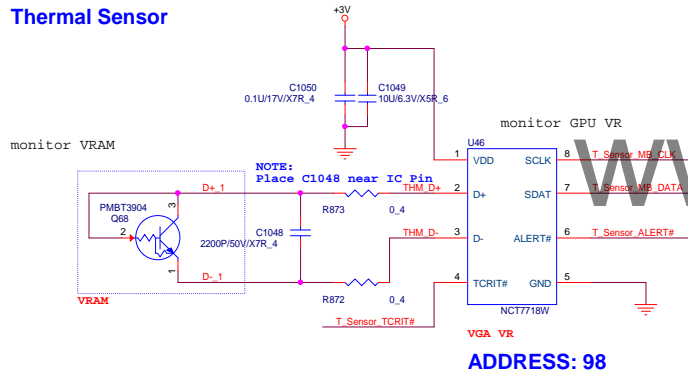 Thermal Sensor
+3V
C1050
0.1U/17V/X7R_4
C1049
10U/6.3V/X5R_6
monitor GPU VR
monitor VRAM
NOTE:
Place C1048 near IC Pin
PMBT3904
Q68
3
2
1
D+_1
D-_1
VRAM
C1048
2200P/50V/X7R_4
R873
0_4
THM_D+
THM_D-
R872
0_4
T_Sensor_TCRIT#
U46
1 VDD
2 D+
3 D-
4 TCRIT#
SCLK 8 T_Sensor_MB_CLK
SDAT 7 T_Sensor_MB_DATA
ALERT# 6 T_Sensor_ALERT#
GND 5
NCT7718W
VGA VR
ADDRESS: 98